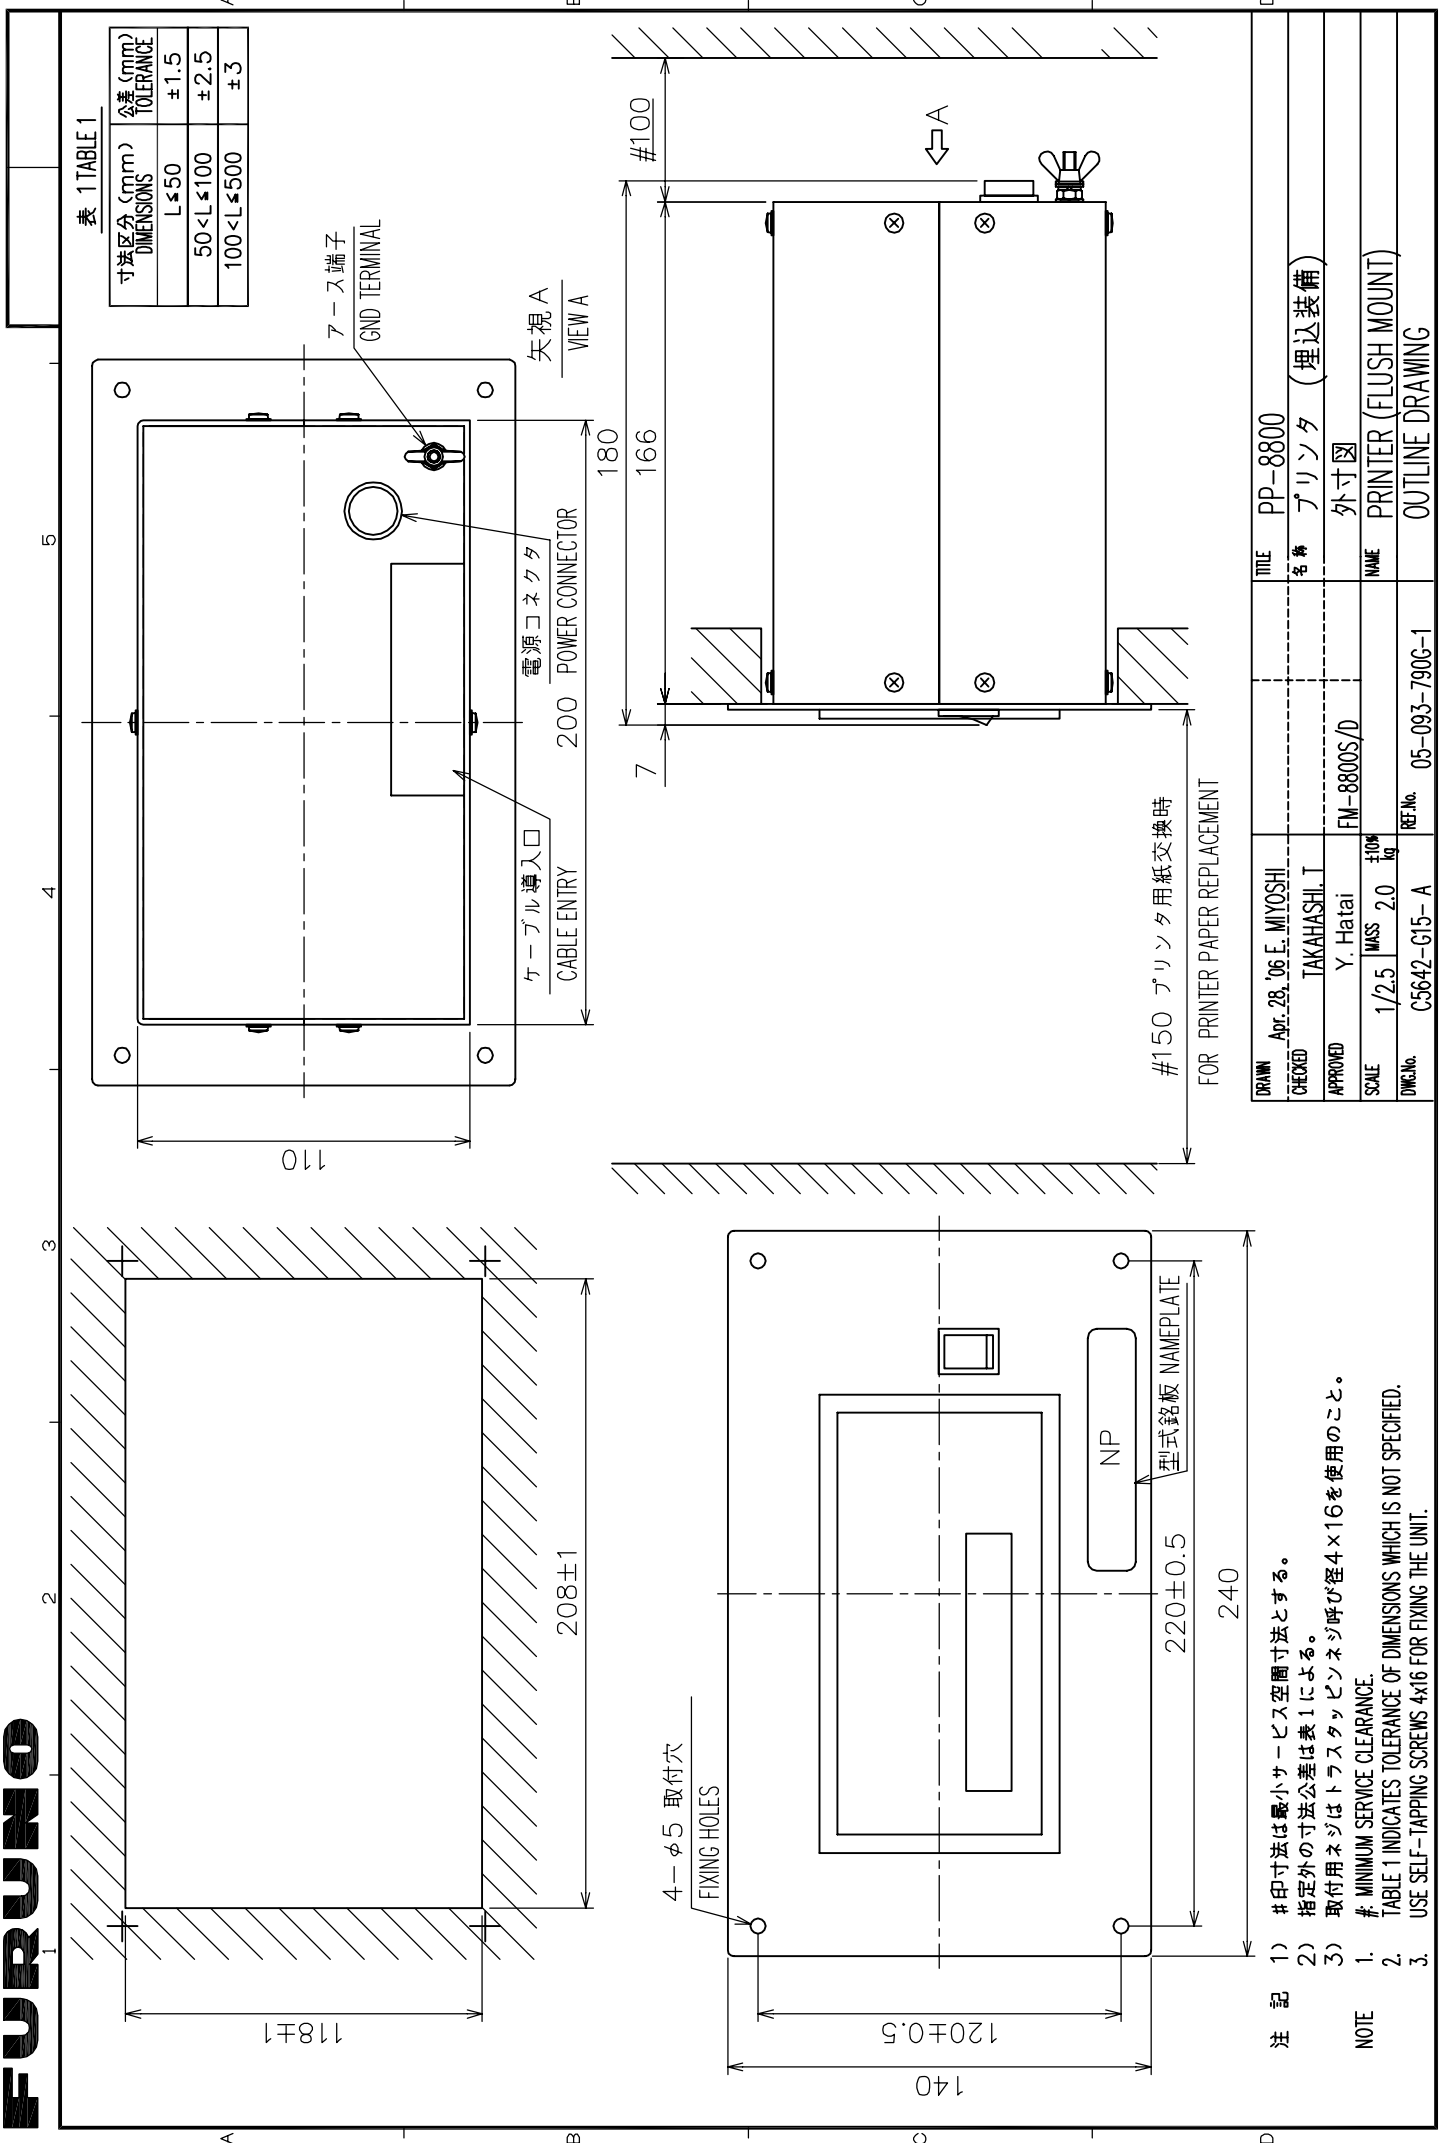 FURUNO
1
2
3
4
5
A
B
C
D
A
B
C
D
表 1 TABLE 1
寸法区分 (mm)
DIMENSIONS
公差 (mm)
TOLERANCE
L≦50
±1.5
50<L≦100
±2.5
100<L≦500
±3
118±1
208±1
110
200
ケーブル導入口
CABLE ENTRY
電源コネクタ
POWER CONNECTOR
アース端子
GND TERMINAL
矢視 A
VIEW A
4-φ5 取付穴
FIXING HOLES
NP
型式銘板 NAMEPLATE
120±0.5
140
220±0.5
240
180
166
7
#100
A
#150 プリンタ用紙交換時
FOR PRINTER PAPER REPLACEMENT
注 記 1) #印寸法は最小サービス空間寸法とする。
2) 指定外の寸法公差は表1による。
3) 取付用ネジはトラスタッピンネジ呼び径4×16を使用のこと。
NOTE 1. #: MINIMUM SERVICE CLEARANCE.
2. TABLE 1 INDICATES TOLERANCE OF DIMENSIONS WHICH IS NOT SPECIFIED.
3. USE SELF-TAPPING SCREWS 4x16 FOR FIXING THE UNIT.
DRAWN Apr. 28, '06 E. MIYOSHI
CHECKED TAKAHASHI. T
APPROVED Y. Hatai
SCALE 1/2.5 MASS 2.0 ±10% kg
DWG.No. C5642-G15- A
FM-8800S/D
REF.No. 05-093-790G-1
TITLE PP-8800
名称 プリンタ (埋込装備)
外寸図
NAME PRINTER (FLUSH MOUNT)
OUTLINE DRAWING